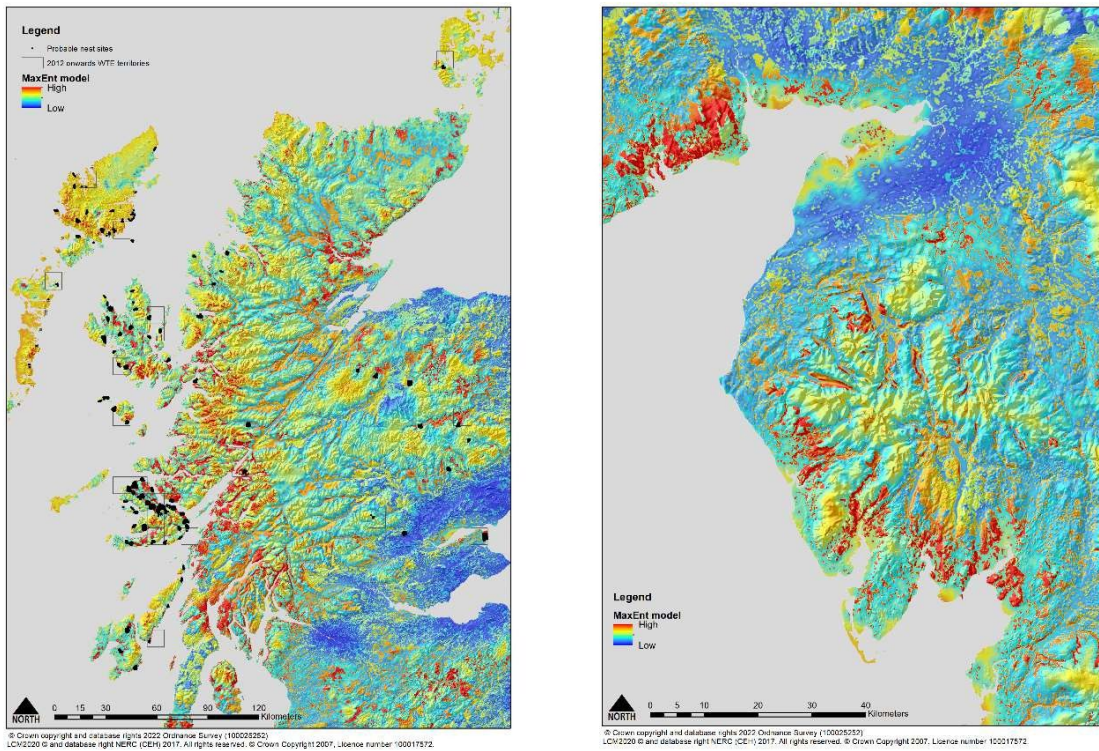 Legend
Probable nest sites
2012 onwards WTE territories
MaxEnt model
High
Low
NORTH
0 15 30 60 90 120
Kilometers
© Crown copyright and database rights 2022 Ordnance Survey (100025252)
LCM2020 © and database right NERC (CEH) 2017. All rights reserved. © Crown Copyright 2007, Licence number 100017572.
Legend
MaxEnt model
High
Low
NORTH
0 5 10 20 30 40
Kilometers
© Crown copyright and database rights 2022 Ordnance Survey (100025252)
LCM2020 © and database right NERC (CEH) 2017. All rights reserved. © Crown Copyright 2007, Licence number 100017572.